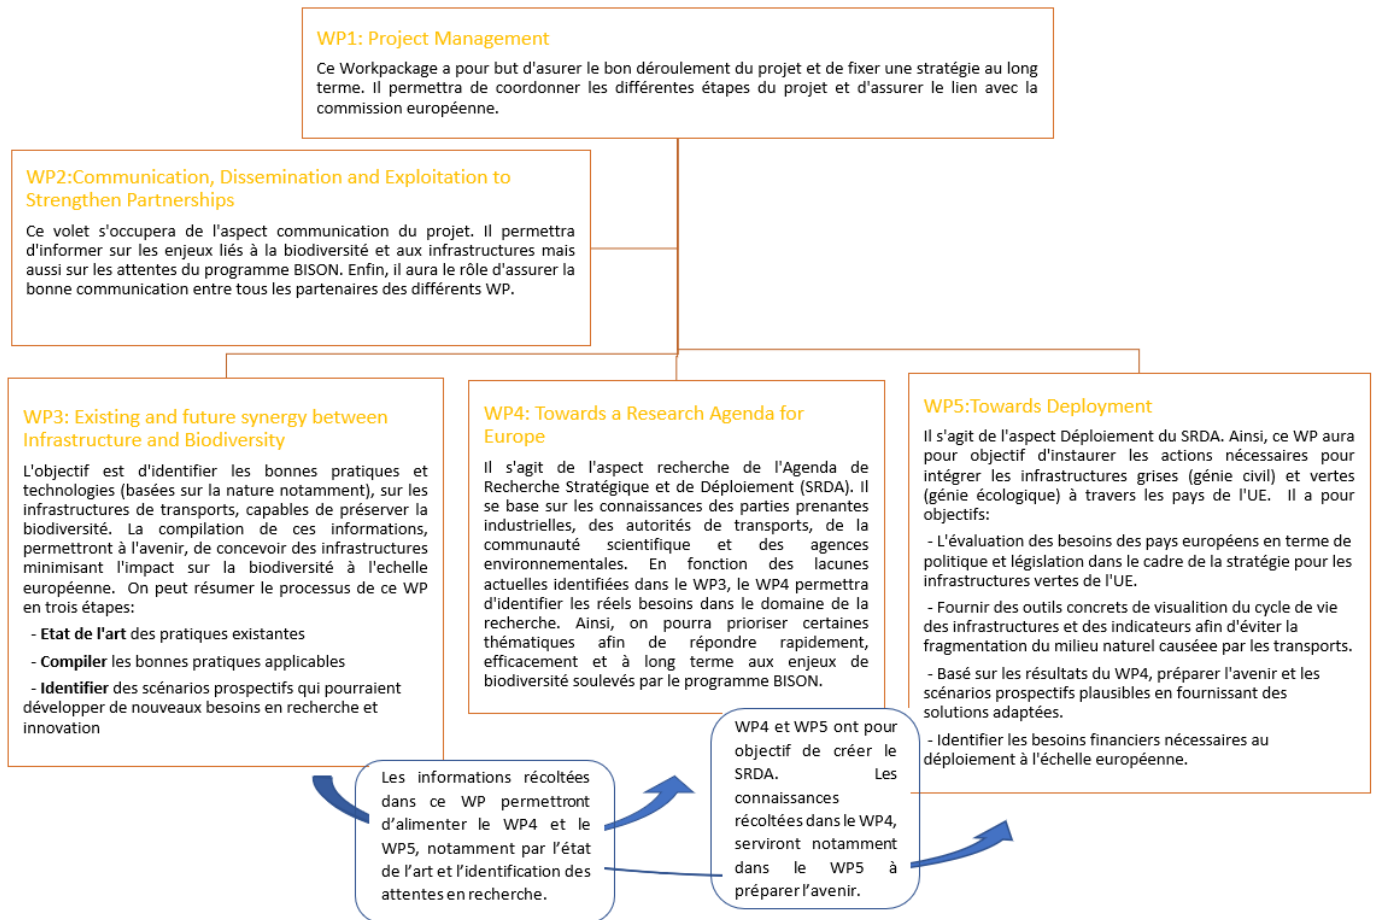 WP1: Project Management
Ce Workpackage a pour but d'asurer le bon déroulement du projet et de fixer une stratégie au long
terme. Il permettra de coordonner les différentes étapes du projet et d'assurer le lien avec la
commission européenne.
WP2:Communication, Dissemination and Exploitation to
Strengthen Partnerships
Ce volet s'occupera de l'aspect communication du projet. Il permettra
d'informer sur les enjeux liés à la biodiversité et aux infrastructures mais
aussi sur les attentes du programme BISON. Enfin, il aura le rôle d'assurer la
bonne communication entre tous les partenaires des différents WP.
WP3: Existing and future synergy between
Infrastructure and Biodiversity
L'objectif est d'identifier les bonnes pratiques et
technologies (basées sur la nature notamment), sur les
infrastructures de transports, capables de préserver la
biodiversité. La compilation de ces informations,
permettront à l'avenir, de concevoir des infrastructures
minimisant l'impact sur la biodiversité à l'echelle
européenne. On peut résumer le processus de ce WP
en trois étapes:
- Etat de l'art des pratiques existantes
- Compiler les bonnes pratiques applicables
- Identifier des scénarios prospectifs qui pourraient
développer de nouveaux besoins en recherche et
innovation
WP4: Towards a Research Agenda for
Europe
Il s'agit de l'aspect recherche de l'Agenda de
Recherche Stratégique et de Déploiement (SRDA). Il
se base sur les connaissances des parties prenantes
industrielles, des autorités de transports, de la
communauté scientifique et des agences
environnementales. En fonction des lacunes
actuelles identifiées dans le WP3, le WP4 permettra
d'identifier les réels besoins dans le domaine de la
recherche. Ainsi, on pourra prioriser certaines
thématiques afin de répondre rapidement,
efficacement et à long terme aux enjeux de
biodiversité soulevés par le programme BISON.
WP5:Towards Deployment
Il s'agit de l'aspect Déploiement du SRDA. Ainsi, ce WP aura
pour objectif d'instaurer les actions nécessaires pour
intégrer les infrastructures grises (génie civil) et vertes
(génie écologique) à travers les pays de l'UE. Il a pour
objectifs:
- L'évaluation des besoins des pays européens en terme de
politique et législation dans le cadre de la stratégie pour les
infrastructures vertes de l'UE.
- Fournir des outils concrets de visualition du cycle de vie
des infrastructures et des indicateurs afin d'éviter la
fragmentation du milieu naturel causéee par les transports.
- Basé sur les résultats du WP4, préparer l'avenir et les
scénarios prospectifs plausibles en fournissant des
solutions adaptées.
- Identifier les besoins financiers nécessaires au
déploiement à l'échelle européenne.
Les informations récoltées
dans ce WP permettront
d'alimenter le WP4 et le
WP5, notamment par l'état
de l'art et l'identification des
attentes en recherche.
WP4 et WP5 ont pour
objectif de créer le
SRDA. Les
connaissances
récoltées dans le WP4,
serviront notamment
dans le WP5 à
préparer l'avenir.